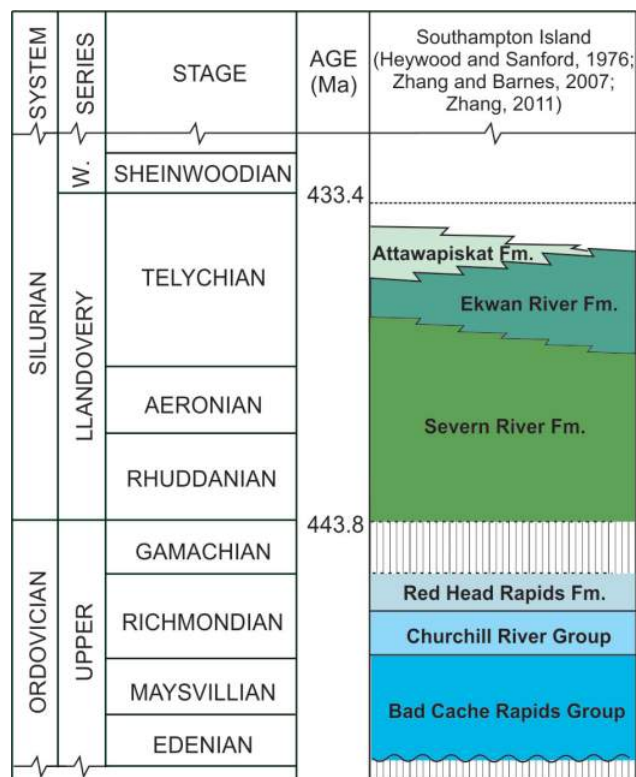 SYSTEM
SERIES
STAGE
AGE
(Ma)
Southampton Island
(Heywood and Sanford, 1976;
Zhang and Barnes, 2007;
Zhang, 2011)
SILURIAN
W.
SHEINWOODIAN
433.4
LLANDOVERY
TELYCHIAN
Attawapiskat Fm.
Ekwan River Fm.
AERONIAN
Severn River Fm.
RHUDDANIAN
443.8
ORDOVICIAN
UPPER
GAMACHIAN
RICHMONDIAN
Red Head Rapids Fm.
Churchill River Group
MAYSVILLIAN
Bad Cache Rapids Group
EDENIAN